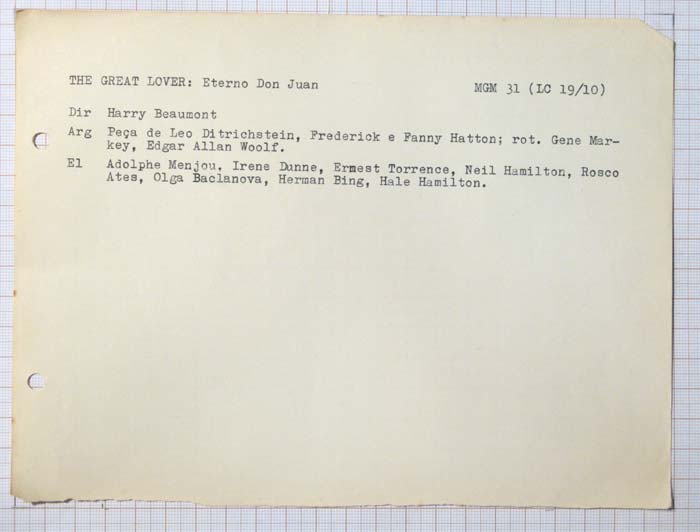 THE GREAT LOVER: Eterno Don Juan MGM 31 (LC 19/10)
Dir Harry Beaumont
Arg Peça de Leo Ditrichstein, Frederick e Fanny Hatton; rot. Gene Mar-
key, Edgar Allan Woolf.
El Adolphe Menjou, Irene Dunne, Ernest Torrence, Neil Hamilton, Rosco
Ates, Olga Baclanova, Herman Bing, Hale Hamilton.